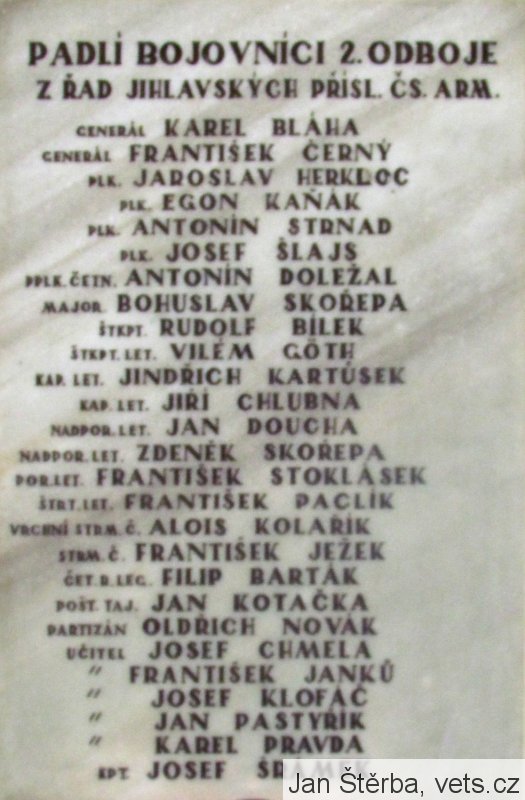 PADLÍ BOJOVNÍCI 2. ODBOJE
Z ŘAD JIHLAVSKÝCH PŘÍSL. ČS. ARM.
GENERÁL KAREL BLÁHA
GENERÁL FRANTIŠEK ČERNÝ
PLK. JAROSLAV HERKLOC
PLK. EGON KAŇÁK
PLK. ANTONÍN STRNAD
PLK. JOSEF ŠLAJS
PPLK. ČETN. ANTONÍN DOLEŽAL
MAJOR. BOHUSLAV SKOŘEPA
ŠTKPT. RUDOLF BÍLEK
ŠTKPT. LET. VILÉM GÖTH
KAP. LET. JINDŘICH KARTÚSEK
KAP. LET. JIŘÍ CHLUBNA
NADPOR. LET. JAN DOUCHA
NADPOR. LET. ZDENĚK SKOŘEPA
POR. LET. FRANTIŠEK STOKLÁSEK
ŠTRT. LET. FRANTIŠEK PACLÍK
VRCHNÍ STRM. Č. ALOIS KOLAŘÍK
STRM. Č. FRANTIŠEK JEŽEK
ČET. R. LEG. FILIP BARTÁK
POŠT. TAJ. JAN KOTAČKA
PARTIZÁN OLDŘICH NOVÁK
UČITEL JOSEF CHMELA
" FRANTIŠEK JANKŮ
" JOSEF KLOFÁČ
" JAN PASTYŘÍK
" KAREL PRAVDA
KPT. JOSEF ŠRÁMEK
Jan Štěrba, vets.cz